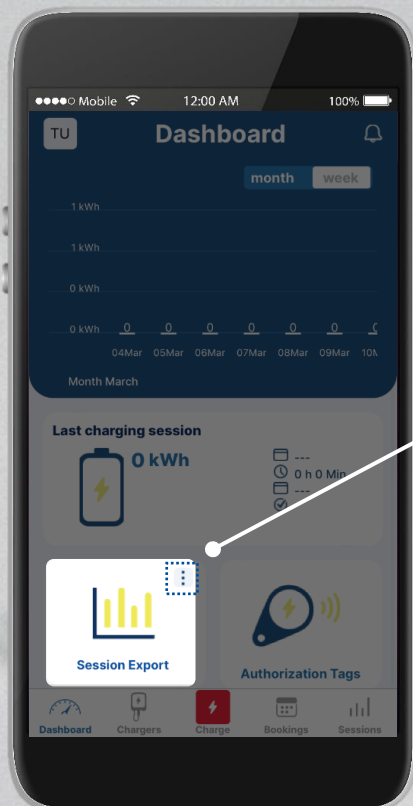 Mobile 12:00 AM 100%
TU Dashboard
month week
1 kWh
1 kWh
0 kWh
0 kWh 0 0 0 0 0 0
04Mar 05Mar 06Mar 07Mar 08Mar 09Mar
Month March
Last charging session
0 kWh
---
0 h 0 Min
---
Session Export
Authorization Tags
Dashboard Chargers Charge Bookings Sessions